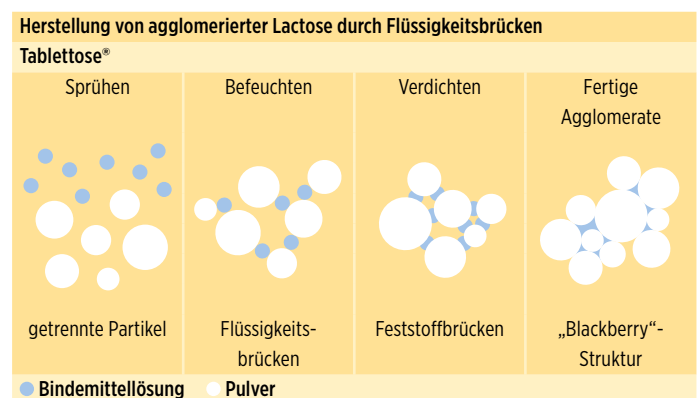 Herstellung von agglomerierter Lactose durch Flüssigkeitsbrücken
Tablettose®
Sprühen
Befeuchten
Verdichten
Fertige
Agglomerate
getrennte Partikel
Flüssigkeits-
brücken
Feststoffbrücken
„Blackberry“-
Struktur
Bindemittellösung
Pulver